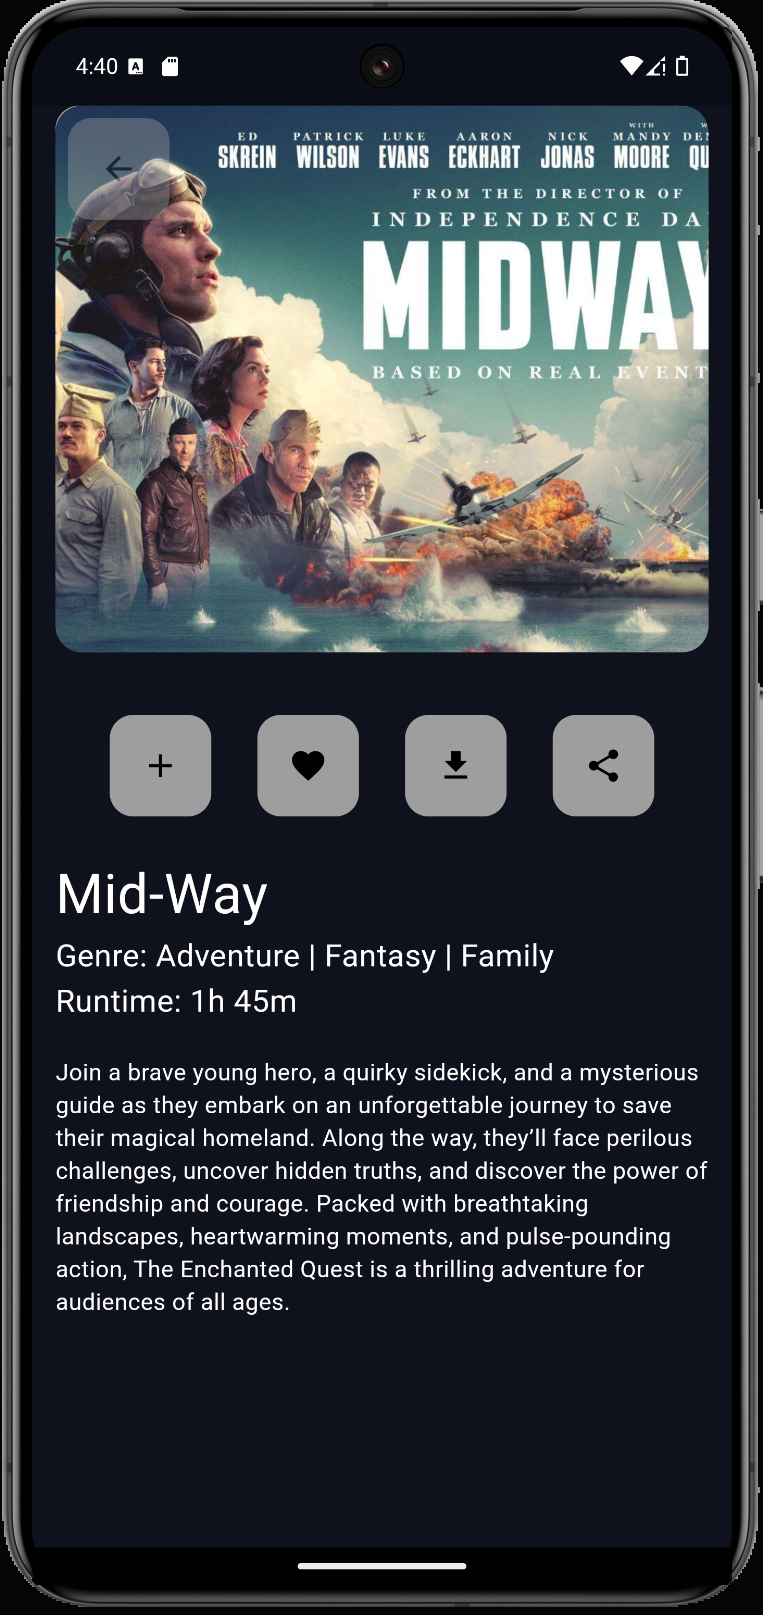 4:40
WITH
ED PATRICK LUKE AARON NICK MANDY DEN
SKREIN WILSON EVANS ECKHART JONAS MOORE QU
FROM THE DIRECTOR OF
INDEPENDENCE DA
MIDWAY
BASED ON REAL EVENT
Mid-Way
Genre: Adventure | Fantasy | Family
Runtime: 1h 45m
Join a brave young hero, a quirky sidekick, and a mysterious
guide as they embark on an unforgettable journey to save
their magical homeland. Along the way, they’ll face perilous
challenges, uncover hidden truths, and discover the power of
friendship and courage. Packed with breathtaking
landscapes, heartwarming moments, and pulse-pounding
action, The Enchanted Quest is a thrilling adventure for
audiences of all ages.